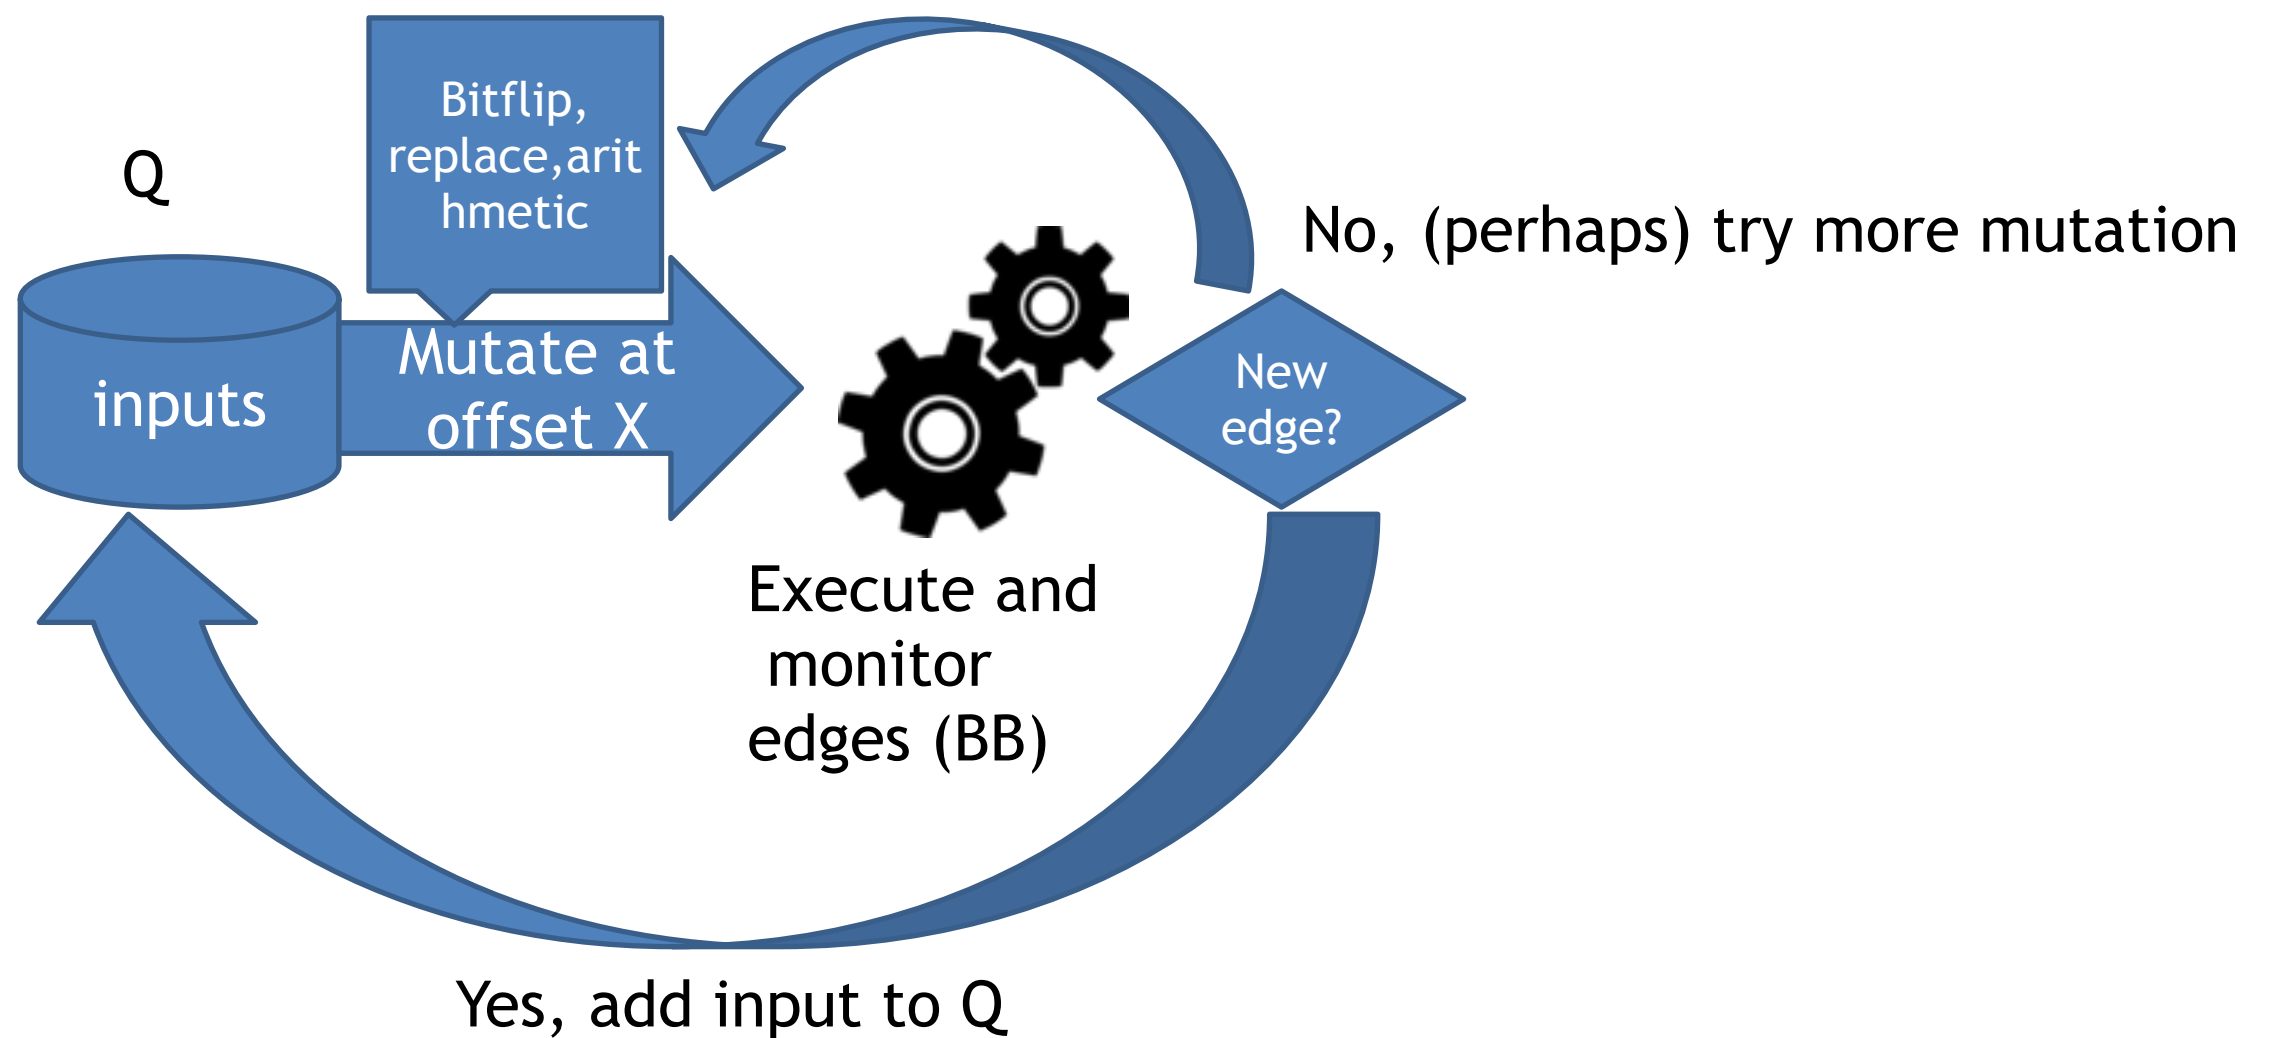 Q
inputs
Bitflip,
replace,arit
hmetic
Mutate at
offset X
Execute and
monitor
edges (BB)
New
edge?
No, (perhaps) try more mutation
Yes, add input to Q